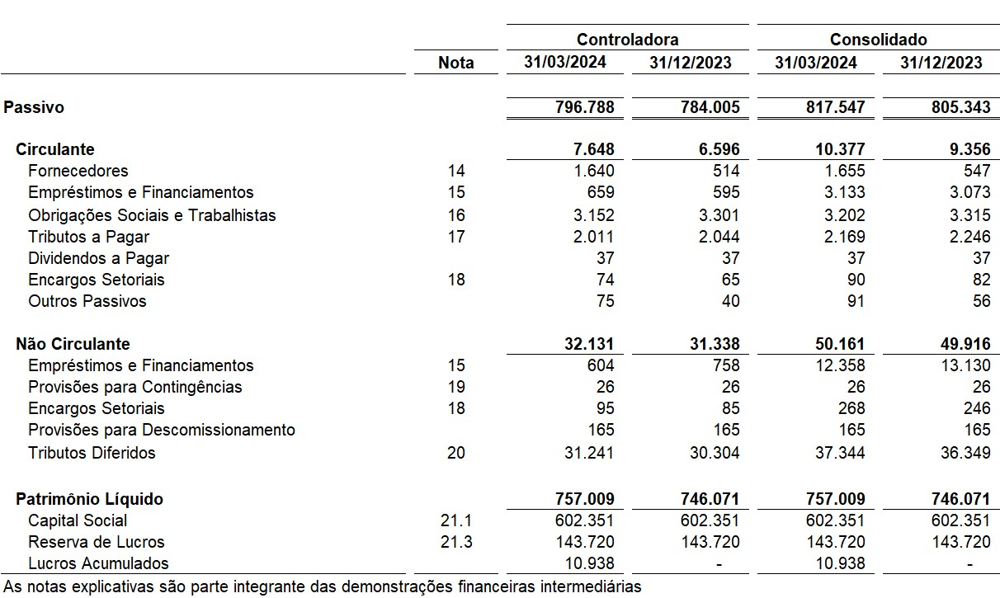 Controladora Consolidado
Nota 31/03/2024 31/12/2023 31/03/2024 31/12/2023
Passivo 796.788 784.005 817.547 805.343
Circulante 7.648 6.596 10.377 9.356
Fornecedores 14 1.640 514 1.655 547
Empréstimos e Financiamentos 15 659 595 3.133 3.073
Obrigações Sociais e Trabalhistas 16 3.152 3.301 3.202 3.315
Tributos a Pagar 17 2.011 2.044 2.169 2.246
Dividendos a Pagar 37 37 37 37
Encargos Setoriais 18 74 65 90 82
Outros Passivos 75 40 91 56
Não Circulante 32.131 31.338 50.161 49.916
Empréstimos e Financiamentos 15 604 758 12.358 13.130
Provisões para Contingências 19 26 26 26 26
Encargos Setoriais 18 95 85 268 246
Provisões para Descomissionamento 165 165 165 165
Tributos Diferidos 20 31.241 30.304 37.344 36.349
Patrimônio Líquido 757.009 746.071 757.009 746.071
Capital Social 21.1 602.351 602.351 602.351 602.351
Reserva de Lucros 21.3 143.720 143.720 143.720 143.720
Lucros Acumulados 10.938 - 10.938 -
As notas explicativas são parte integrante das demonstrações financeiras intermediárias